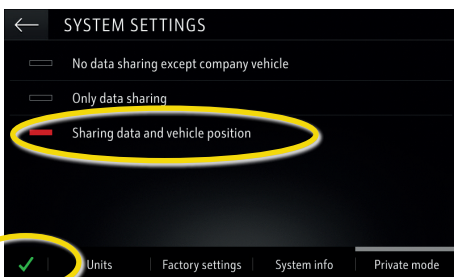 SYSTEM SETTINGS
No data sharing except company vehicle
Only data sharing
Sharing data and vehicle position
Units Factory settings System info Private mode